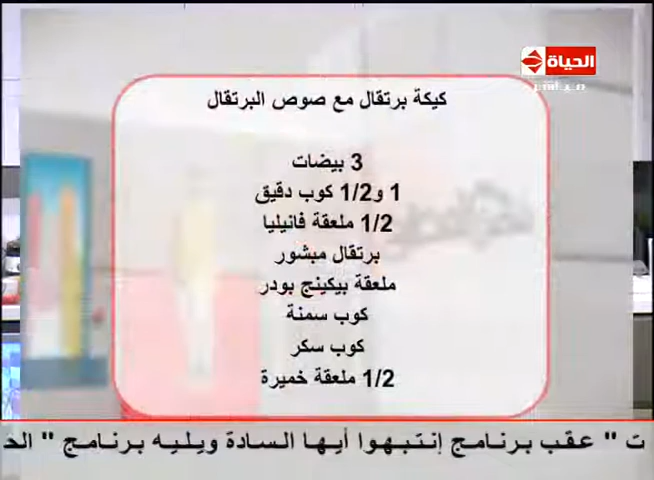 الحياة
مباشر
كيكة برتقال مع صوص البرتقال
3 بيضات
1 و1/2 كوب دقيق
1/2 ملعقة فانيليا
برتقال مبشور
ملعقة بيكينج بودر
كوب سمنة
كوب سكر
1/2 ملعقة خميرة
ت " عقب برنامج إنتبهوا أيها السادة ويليه برنامج " الح